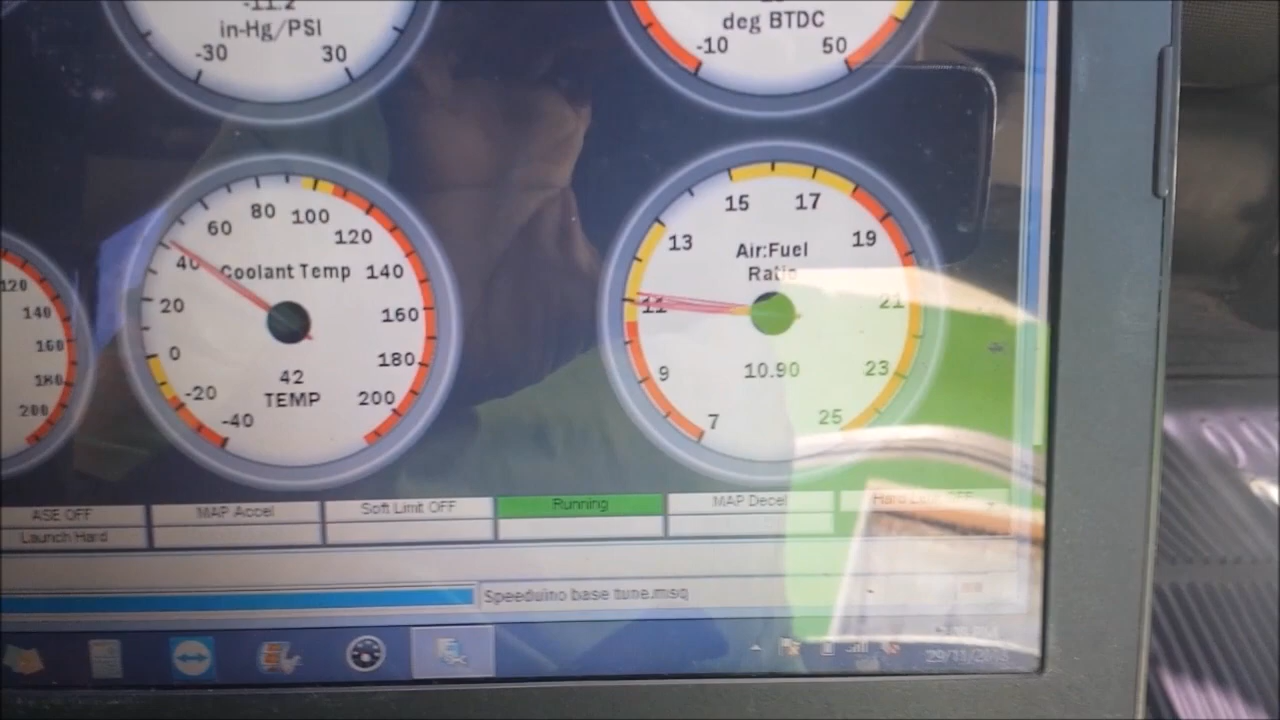 -11.2
in-Hg/PSI
-30
30
deg BTDC
-10
50
120
140
160
180
200
-40
-20
0
20
40
60
80
100
120
140
160
180
200
Coolant Temp
42
TEMP
7
9
11
13
15
17
19
21
23
25
Air:Fuel
Ratio
10.90
ASE OFF
MAP Accel
Soft Limit OFF
Running
MAP Decel
Launch Hard
Speeduino base tune.msq